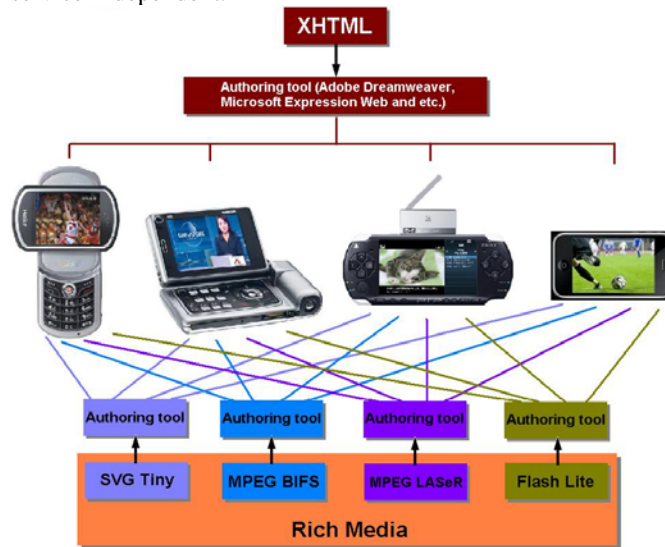 XHTML
Authoring tool (Adobe Dreamweaver,
Microsoft Expression Web and etc.)
Authoring tool Authoring tool Authoring tool Authoring tool
SVG Tiny MPEG BIFS MPEG LASeR Flash Lite
Rich Media